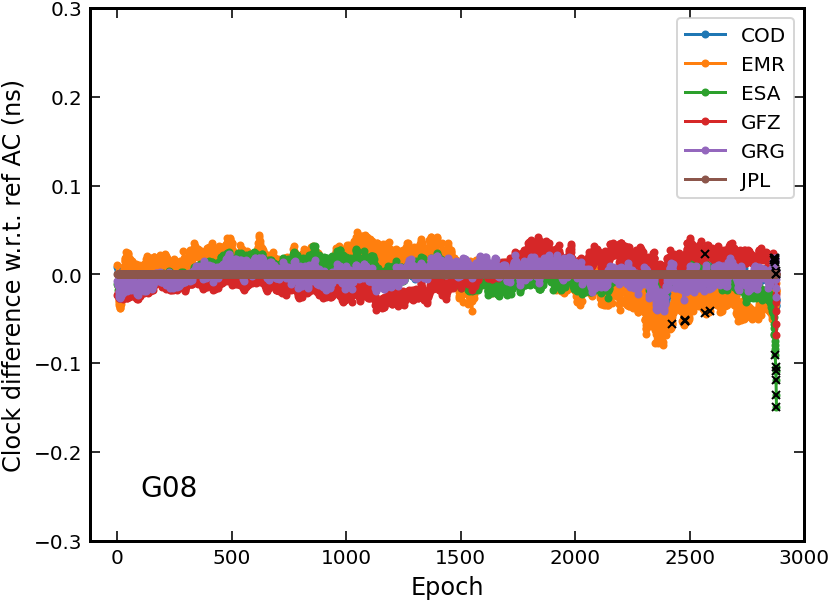 Clock difference w.r.t. ref AC (ns)
0.3
0.2
0.1
0.0
−0.1
−0.2
−0.3
COD
EMR
ESA
GFZ
GRG
JPL
G08
0 500 1000 1500 2000 2500 3000
Epoch